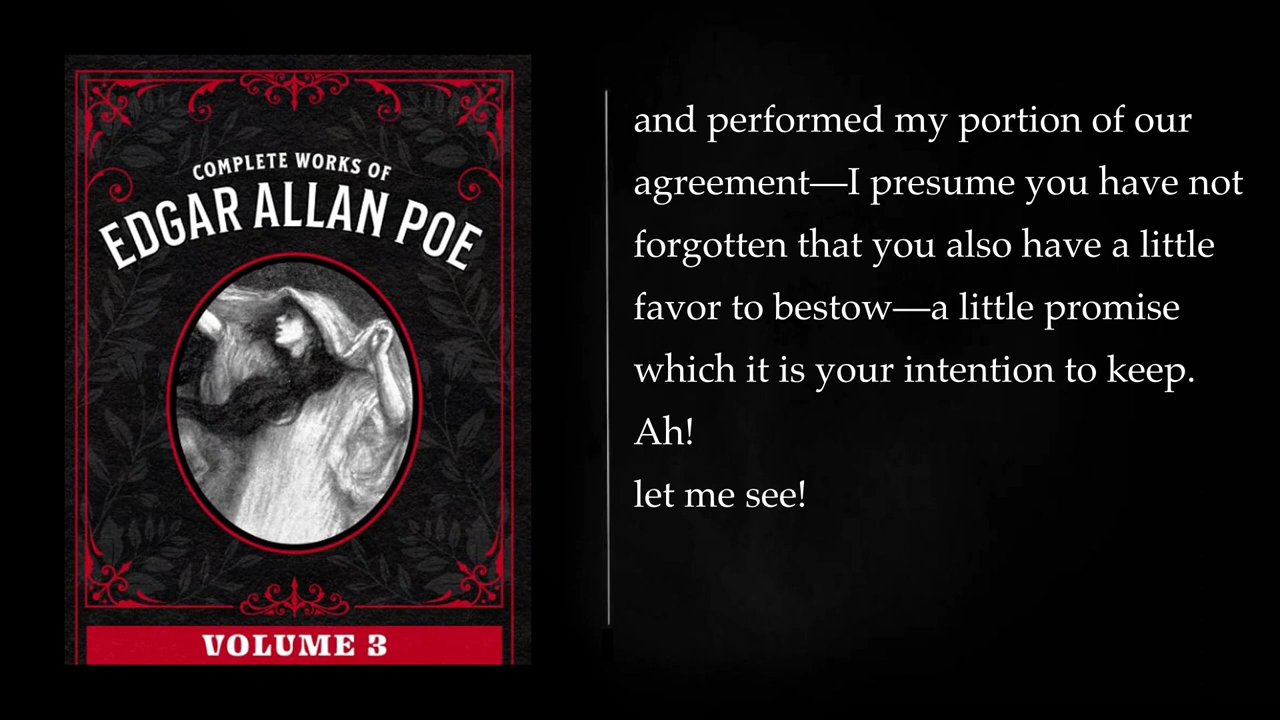 COMPLETE WORKS OF
EDGAR ALLAN POE
VOLUME 3
and performed my portion of our
agreement—I presume you have not
forgotten that you also have a little
favor to bestow—a little promise
which it is your intention to keep.
Ah!
let me see!